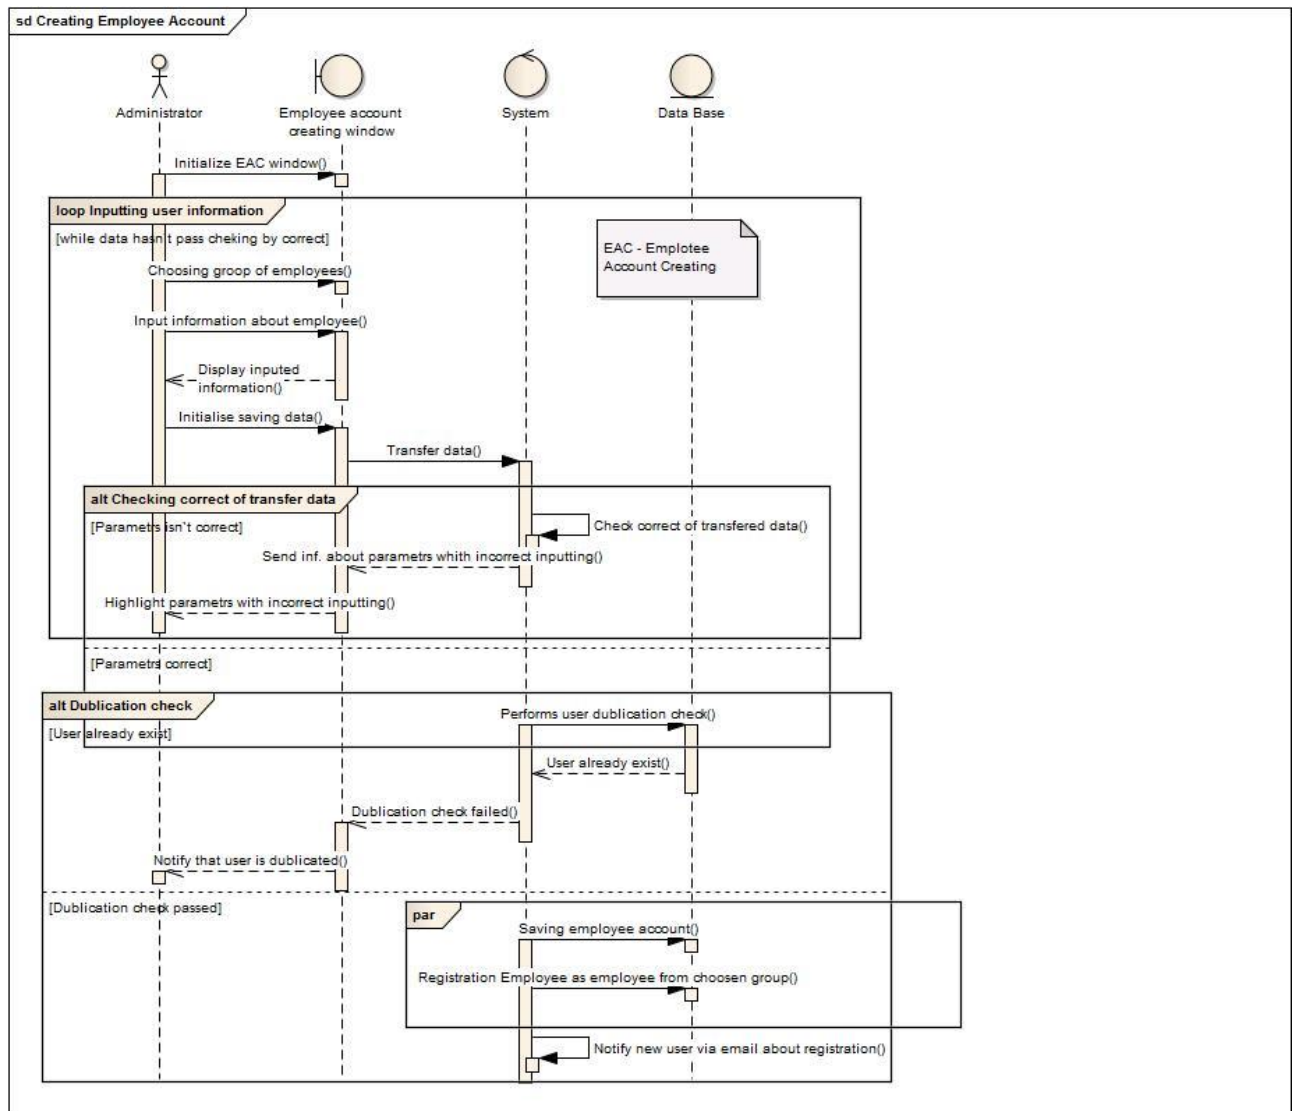 sd Creating Employee Account
Administrator
Employee account
creating window
System
Data Base
Initialize EAC window()
loop Inputting user information
[while data hasn't pass cheking by correct]
EAC - Emplotee
Account Creating
Choosing groop of employees()
Input information about employee()
Display inputed
information()
Initialise saving data()
Transfer data()
alt Checking correct of transfer data
[Parametrs isn`t correct]
Check correct of transfered data()
Send inf. about parametrs whith incorrect inputting()
Highlight parametrs with incorrect inputting()
[Parametrs correct]
alt Dublication check
Performs user dublication check()
[User already exist]
User already exist()
Dublication check failed()
Notify that user is dublicated()
[Dublication check passed]
par
Saving employee account()
Registration Employee as employee from choosen group()
Notify new user via email about registration()